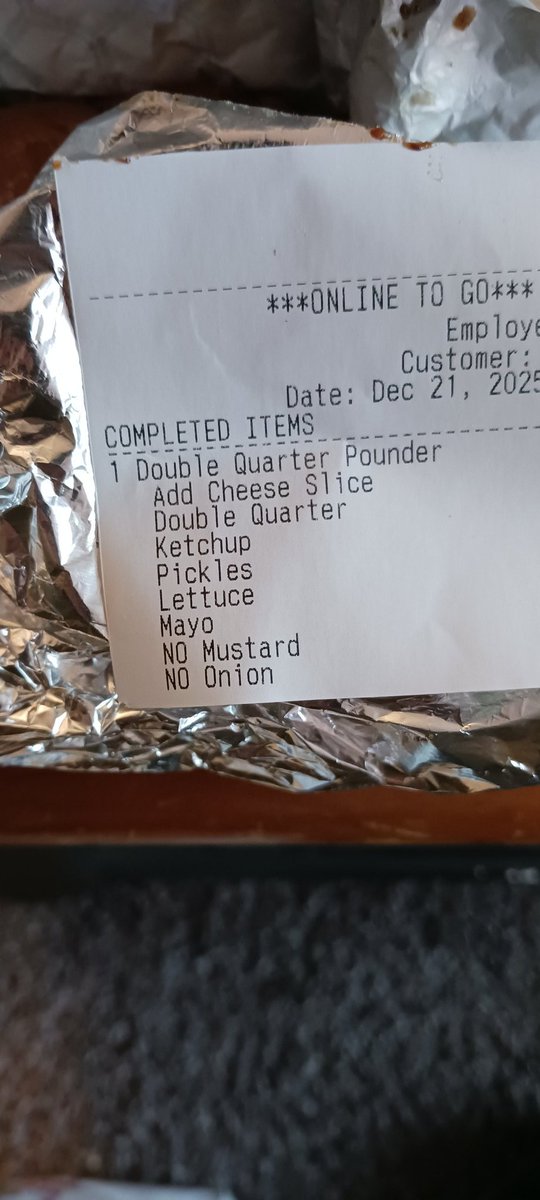 ***ONLINE TO GO***
Employe
Customer:
Date: Dec 21, 2025
COMPLETED ITEMS
1 Double Quarter Pounder
Add Cheese Slice
Double Quarter
Ketchup
Pickles
Lettuce
Mayo
NO Mustard
NO Onion